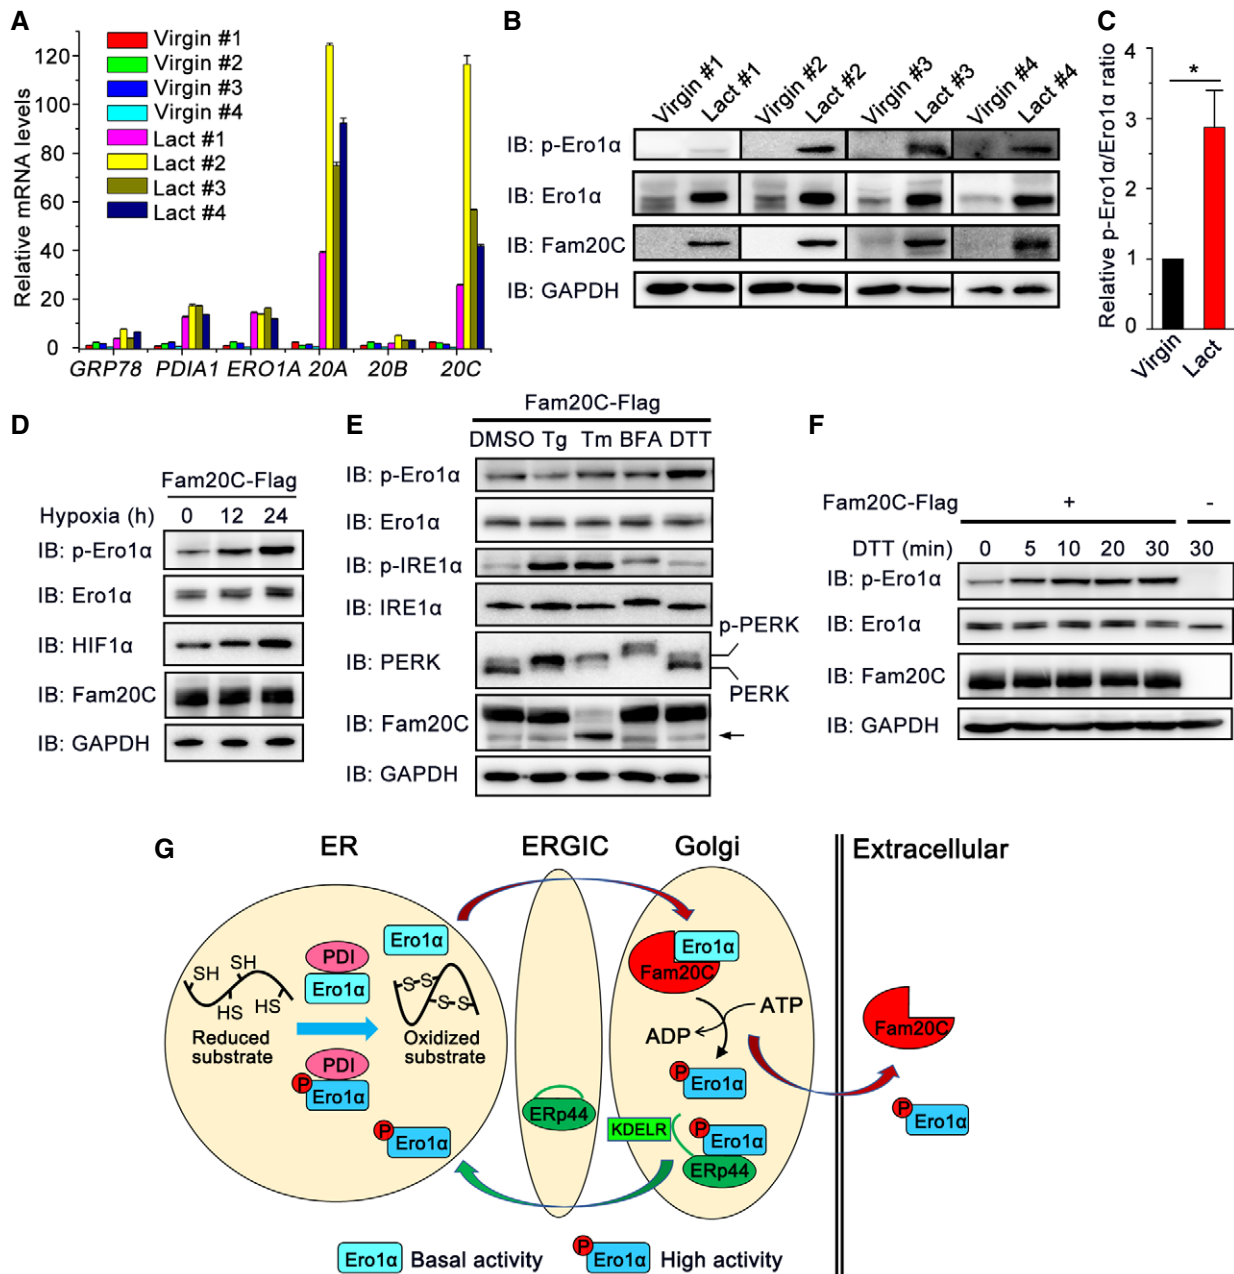 A
Relative mRNA levels
120
100
80
60
40
20
0
Virgin #1
Virgin #2
Virgin #3
Virgin #4
Lact #1
Lact #2
Lact #3
Lact #4
GRP78 PDIA1 ERO1A 20A 20B 20C
B
Virgin #1 Lact #1 Virgin #2 Lact #2 Virgin #3 Lact #3 Virgin #4 Lact #4
IB: p-Ero1α
IB: Ero1α
IB: Fam20C
IB: GAPDH
C
Relative p-Ero1α/Ero1α ratio
4
3
2
1
0
*
Virgin Lact
D
Fam20C-Flag
Hypoxia (h) 0 12 24
IB: p-Ero1α
IB: Ero1α
IB: HIF1α
IB: Fam20C
IB: GAPDH
E
Fam20C-Flag
DMSO Tg Tm BFA DTT
IB: p-Ero1α
IB: Ero1α
IB: p-IRE1α
IB: IRE1α
p-PERK
IB: PERK
PERK
IB: Fam20C
IB: GAPDH
F
Fam20C-Flag + -
DTT (min) 0 5 10 20 30 30
IB: p-Ero1α
IB: Ero1α
IB: Fam20C
IB: GAPDH
G
ER ERGIC Golgi Extracellular
SH SH HS HS
Reduced
substrate
PDI
Ero1α
PDI
P
Ero1α
Ero1α
S-S S-S
Oxidized
substrate
P
Ero1α
ERp44
Ero1α
Fam20C
ATP
ADP
P
Ero1α
KDELR
P
Ero1α
ERp44
Fam20C
P
Ero1α
Ero1α Basal activity
P
Ero1α High activity